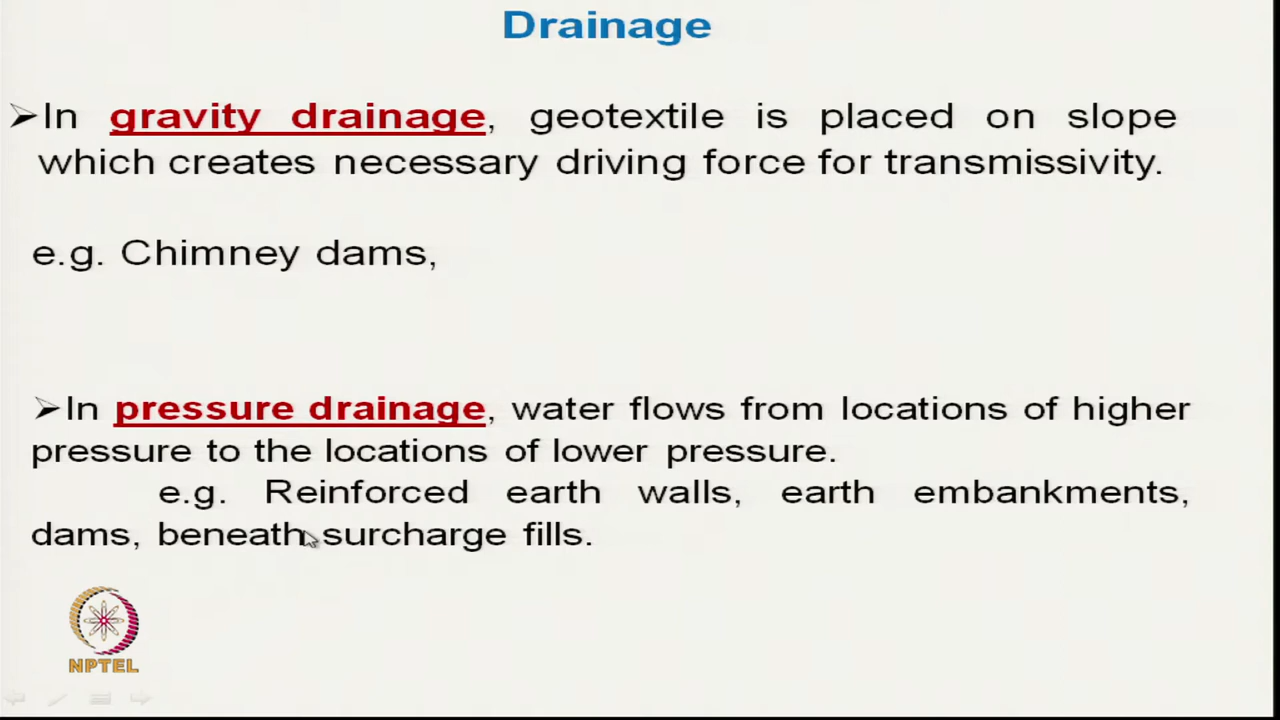 Drainage
➢In gravity drainage, geotextile is placed on slope
which creates necessary driving force for transmissivity.
e.g. Chimney dams,
➢In pressure drainage, water flows from locations of higher
pressure to the locations of lower pressure.
e.g. Reinforced earth walls, earth embankments,
dams, beneath surcharge fills.
NPTEL